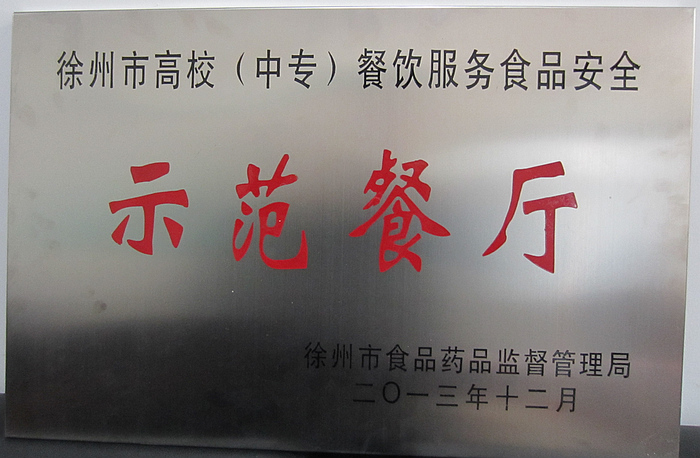 徐州市高校（中专）餐饮服务食品安全
示范餐厅
徐州市食品药品监督管理局
二〇一三年十二月